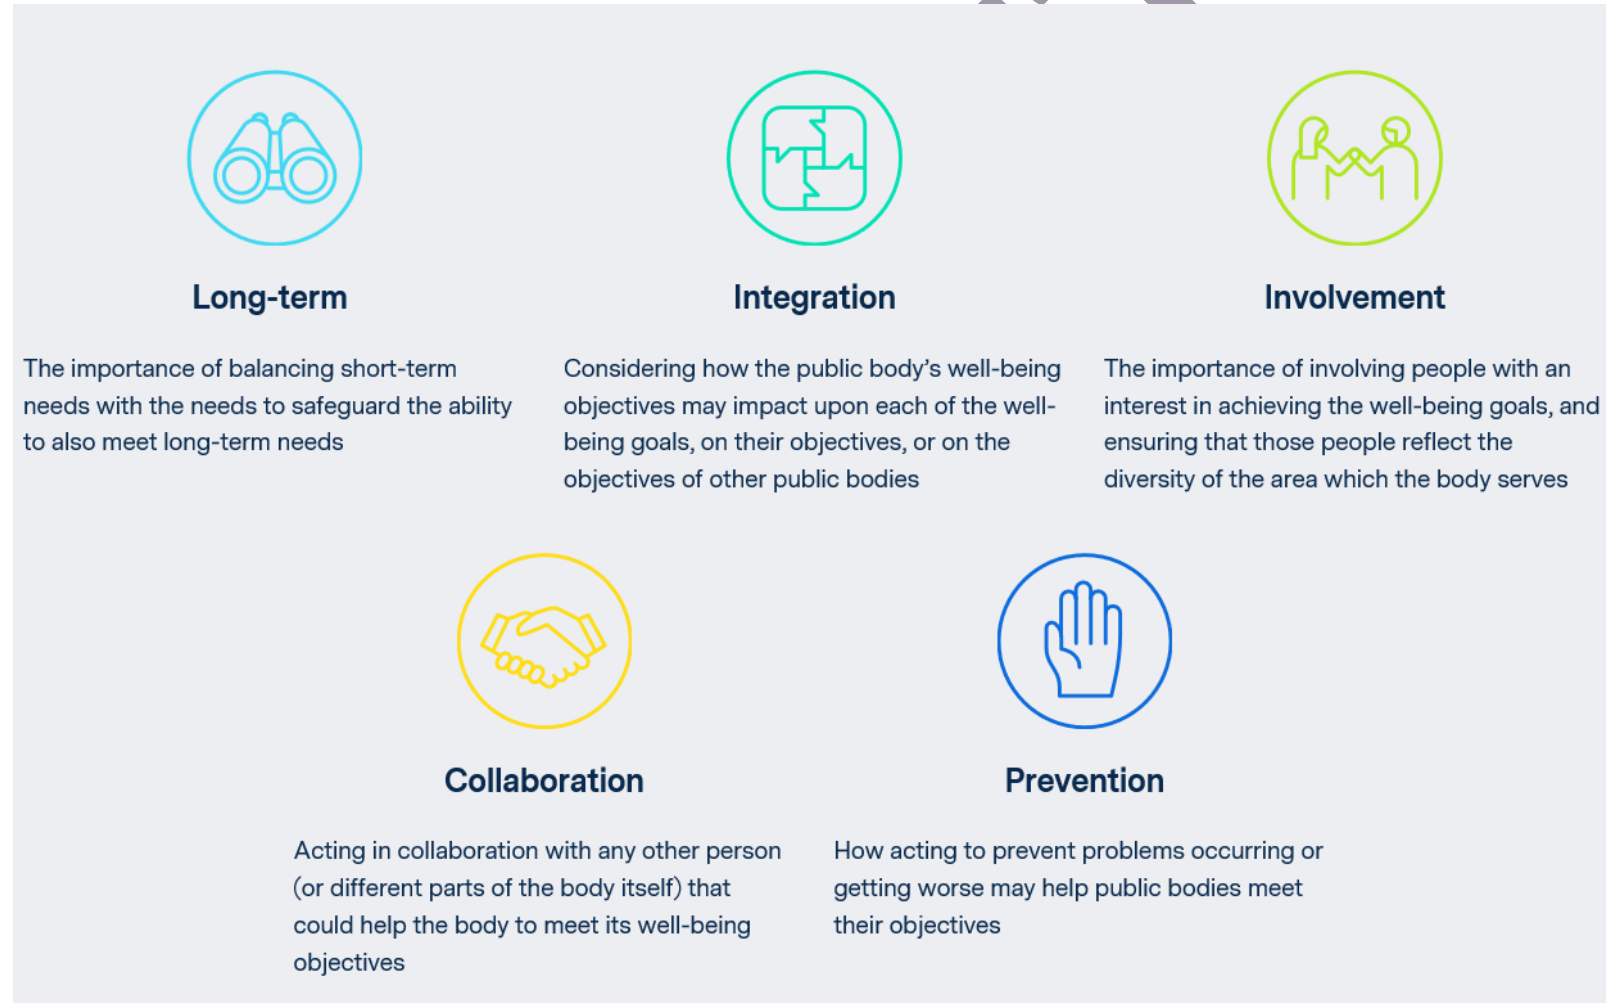 Long-term
The importance of balancing short-term
needs with the needs to safeguard the ability
to also meet long-term needs
Integration
Considering how the public body’s well-being
objectives may impact upon each of the well-
being goals, on their objectives, or on the
objectives of other public bodies
Involvement
The importance of involving people with an
interest in achieving the well-being goals, and
ensuring that those people reflect the
diversity of the area which the body serves
Collaboration
Acting in collaboration with any other person
(or different parts of the body itself) that
could help the body to meet its well-being
objectives
Prevention
How acting to prevent problems occurring or
getting worse may help public bodies meet
their objectives